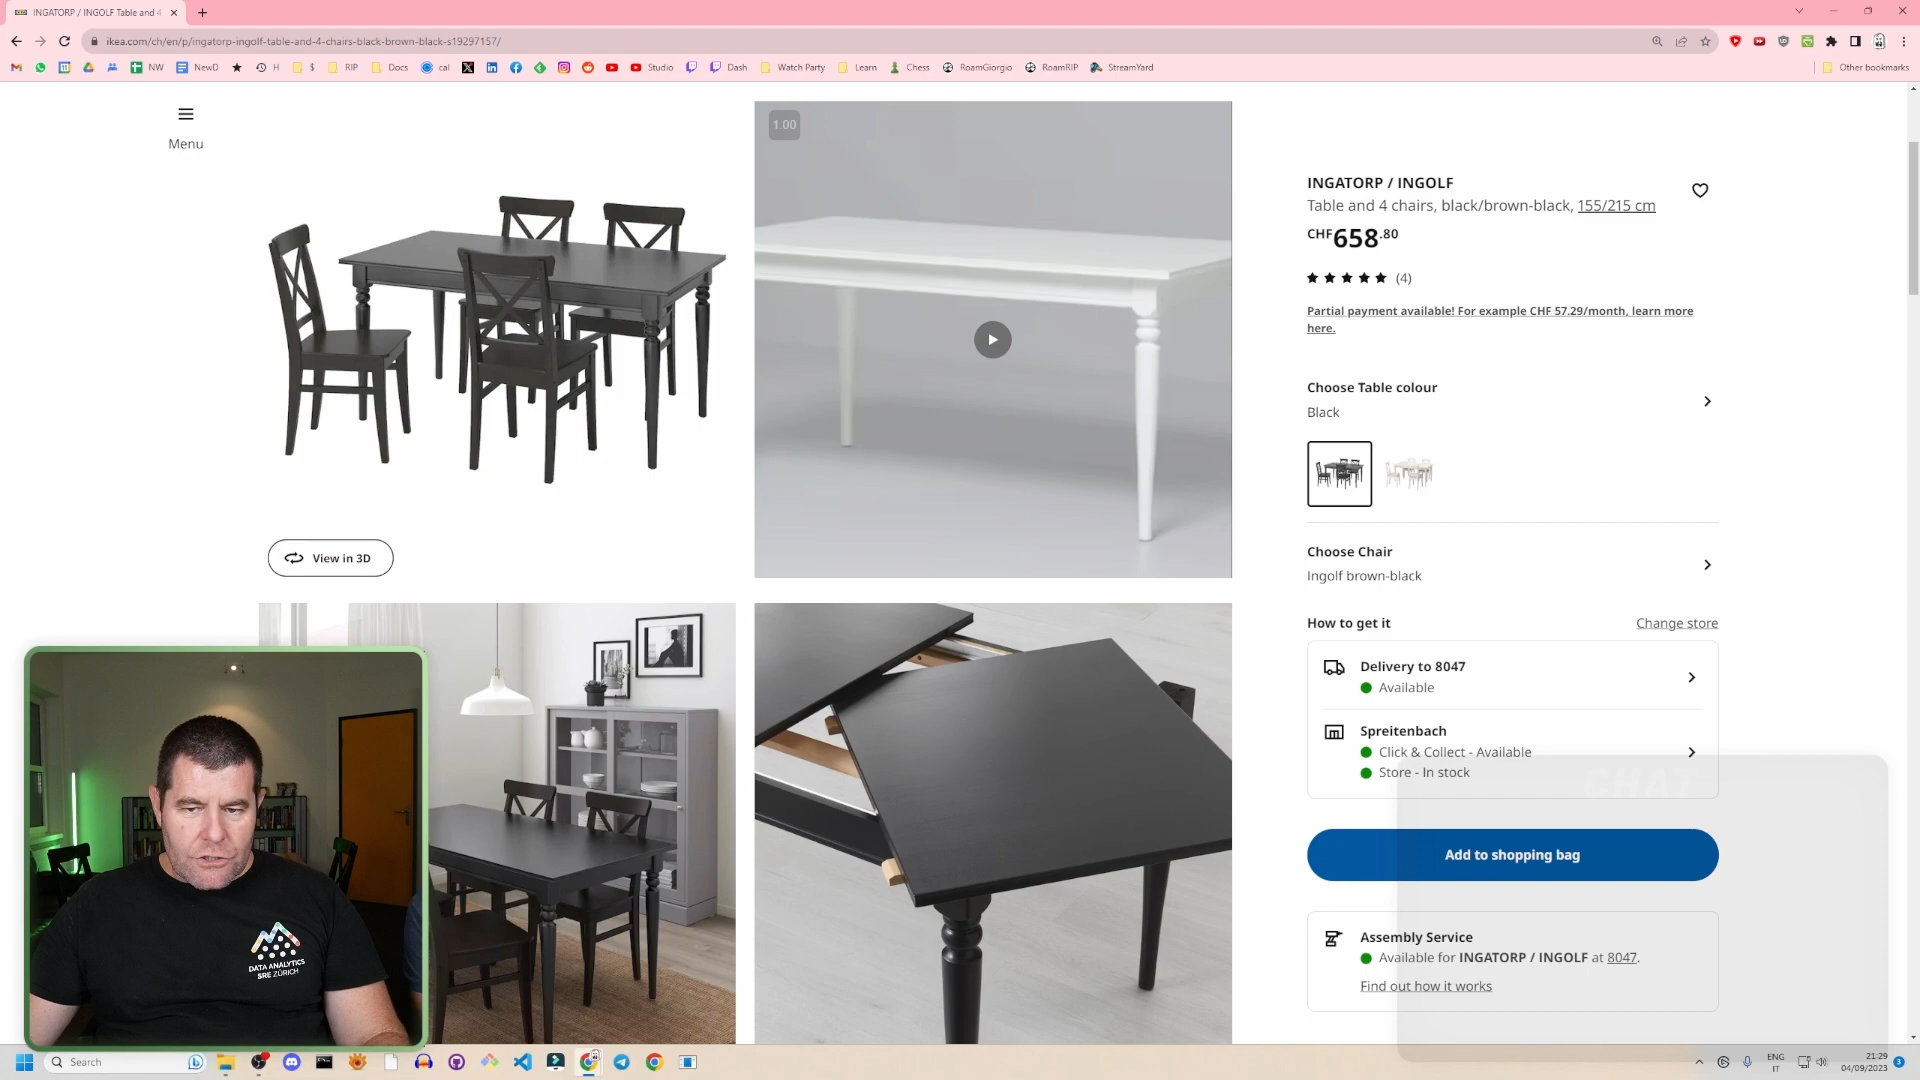 INGATORP / INGOLF Table and 4
ikea.com/ch/en/p/ingatorp-ingolf-table-and-4-chairs-black-brown-black-s19297157/
NW
NewD
H
$
RIP
Docs
cal
Studio
Dash
Watch Party
Learn
Chess
RoamGiorgio
RoamRIP
StreamYard
Other bookmarks
Menu
1.00
INGATORP / INGOLF
Table and 4 chairs, black/brown-black, 155/215 cm
CHF658.80
(4)
Partial payment available! For example CHF 57.29/month, learn more
here.
Choose Table colour
Black
Choose Chair
Ingolf brown-black
How to get it
Change store
Delivery to 8047
Available
Spreitenbach
Click & Collect - Available
Store - In stock
CHAT
Add to shopping bag
Assembly Service
Available for INGATORP / INGOLF at 8047.
Find out how it works
View in 3D
DATA ANALYTICS
SRE ZÜRICH
Search
ENG
IT
21:29
04/09/2023
3